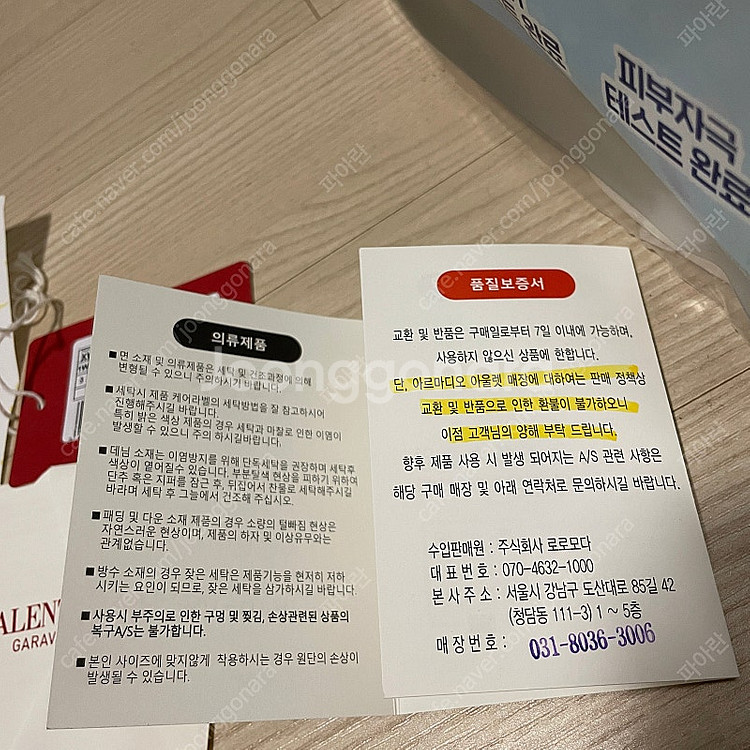 테스트 완료
피부자극
테스트 완료
의류제품
■ 면 소재 및 의류제품은 세탁 및 건조과정에 의해
변형될 수 있으니 주의하시기 바랍니다.
■ 세탁시 제품 케어라벨의 세탁방법을 잘 참고하시어
진행해주시기 바랍니다.
특히 밝은 색상 제품의 경우 세탁과 마찰로 인한 이염이
발생할 수 있으니 주의 하시길바랍니다.
■ 데님 소재는 이염방지를 위해 단독세탁을 권장하며 세탁후
색상이 옅어질수 있습니다. 부분탈색 현상을 피하기 위하여
단추 혹은 지퍼를 잠근 후, 뒤집어서 찬물로 세탁해주시길
바라며 세탁 후 그늘에서 건조해 주십시오.
■ 패딩 및 다운 소재 제품의 경우 소량의 털빠짐 현상은
자연스러운 현상이며, 제품의 하자 및 이상유무와는
관계없습니다.
■ 방수 소재의 경우 잦은 세탁은 제품기능을 현저히 저하
시키는 요인이 되므로, 잦은 세탁을 삼가하시길 바랍니다.
■ 사용시 부주의로 인한 구멍 및 찢김, 손상관련된 상품의
복구A/S는 불가합니다.
■ 본인 사이즈에 맞지않게 착용하시는 경우 원단의 손상이
발생될 수 있습니다.
품질보증서
교환 및 반품은 구매일로부터 7일 이내에 가능하며,
사용하지 않으신 상품에 한합니다.
단, 아르마디오 아울렛 매장에 대하여는 판매 정책상
교환 및 반품으로 인한 환불이 불가하오니
이점 고객님의 양해 부탁 드립니다.
향후 제품 사용 시 발생 되어지는 A/S 관련 사항은
해당 구매 매장 및 아래 연락처로 문의하시길 바랍니다.
수입판매원 : 주식회사 로로모다
대 표 번 호 : 070-4632-1000
본 사 주 소 : 서울시 강남구 도산대로 85길 42
(청담동 111-3) 1 ~ 5층
매 장 번 호 : 031-8036-3006
ALENT
GARAV
joonggonara
cafe.naver.com/joonggonara
파아란